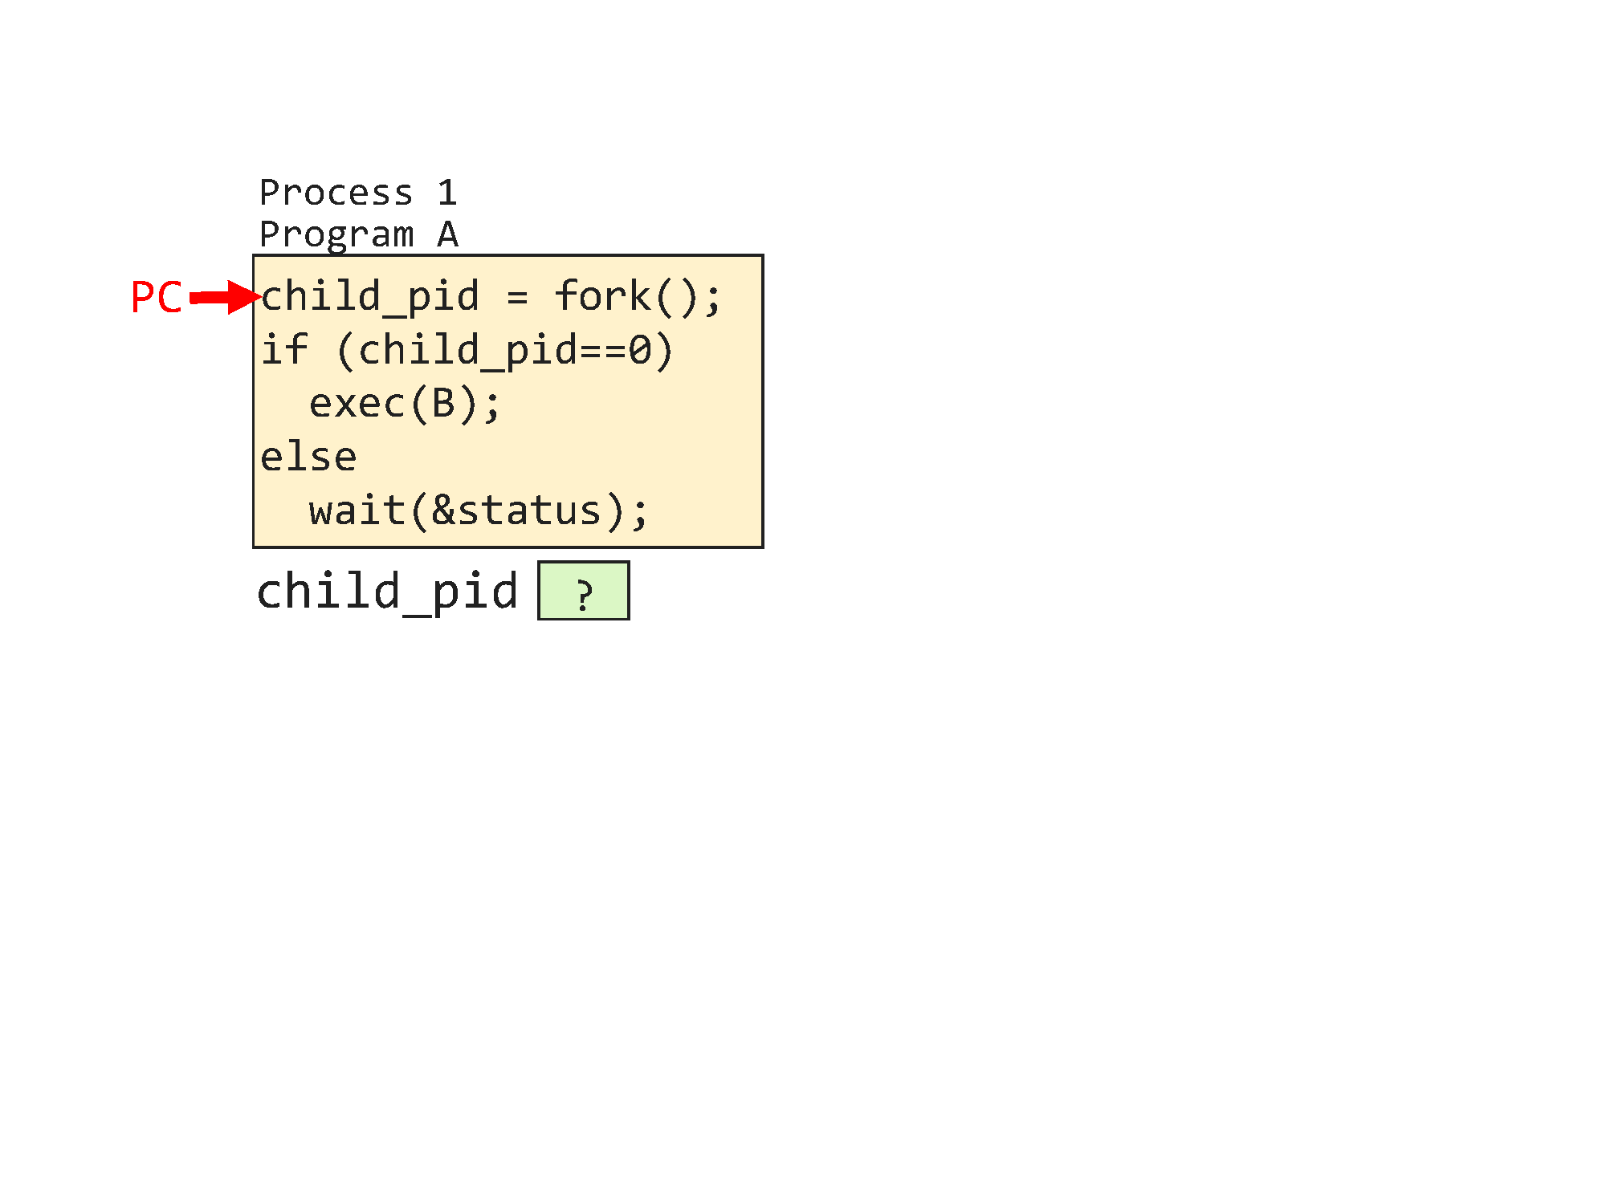 Process 1
Program A
PC
child_pid = fork();
if (child_pid==0)
  exec(B);
else
  wait(&status);
child_pid ?